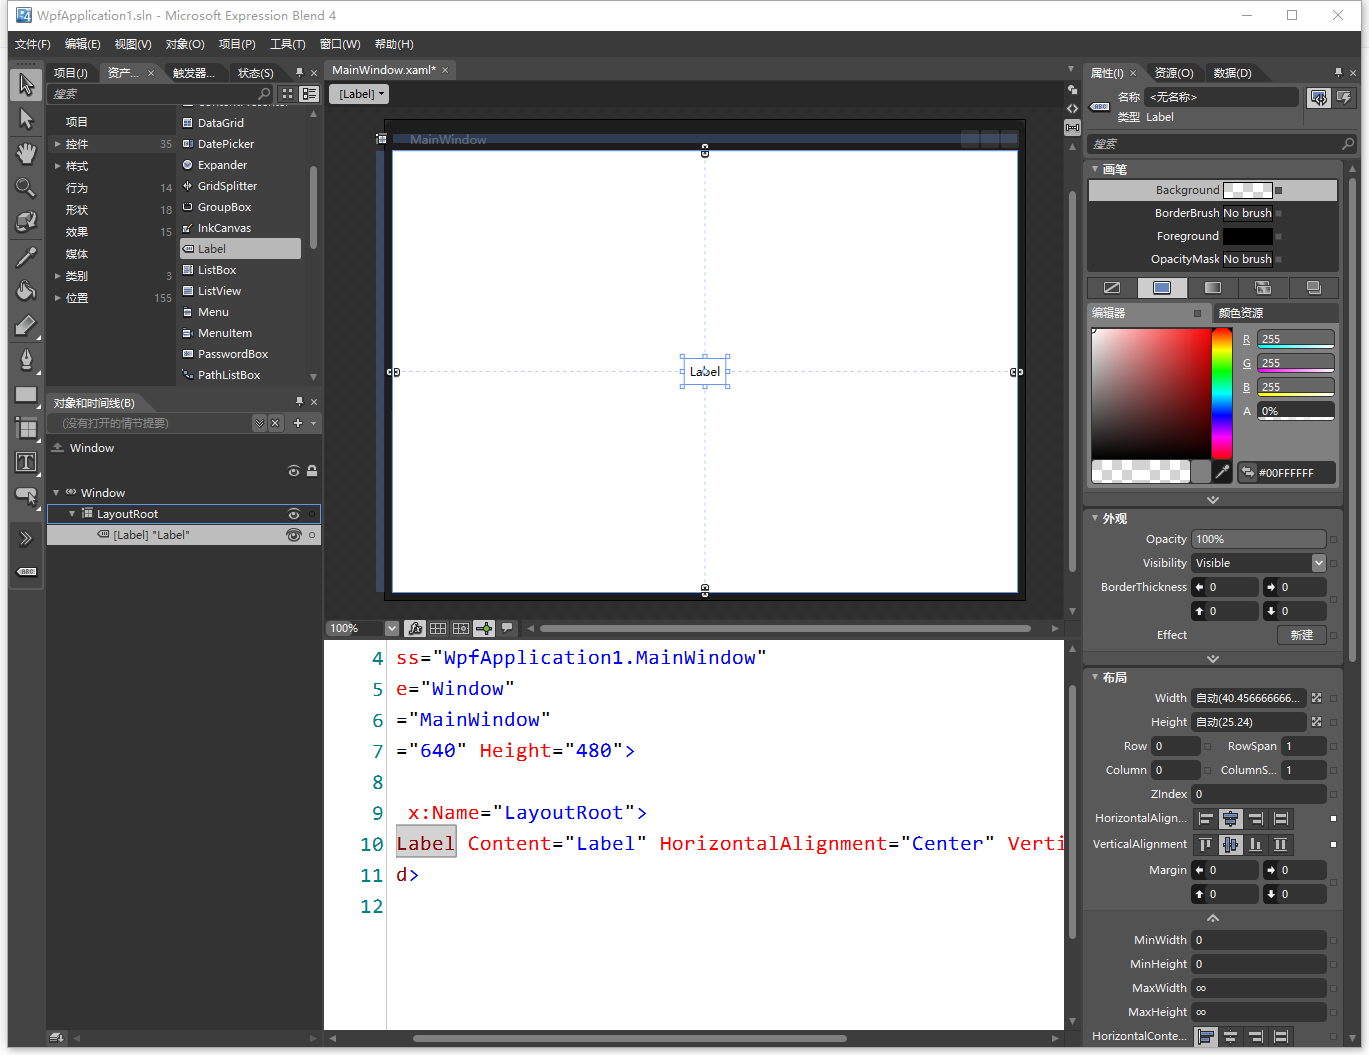 WpfApplication1.sln - Microsoft Expression Blend 4
文件(F) 编辑(E) 视图(V) 对象(O) 项目(P) 工具(T) 窗口(W) 帮助(H)
项目(J) 资产... × 触发器... 状态(S)
搜索
项目
控件 35
样式
行为 14
形状 18
效果 15
媒体
类别 3
位置 155
DataGrid
DatePicker
Expander
GridSplitter
GroupBox
InkCanvas
Label
ListBox
ListView
Menu
MenuItem
PasswordBox
PathListBox
对象和时间线(B)
(没有打开的情节提要)
Window
Window
LayoutRoot
[Label] "Label"
MainWindow.xaml* ×
[Label]
MainWindow
Label
100%
4 ss="WpfApplication1.MainWindow"
5 e="Window"
6 ="MainWindow"
7 ="640" Height="480">
8
9 x:Name="LayoutRoot">
10 Label Content="Label" HorizontalAlignment="Center" Verti
11 d>
12
属性(I) × 资源(O) 数据(D)
名称 <无名称>
类型 Label
搜索
画笔
Background
BorderBrush No brush
Foreground
OpacityMask No brush
编辑器 颜色资源
R 255
G 255
B 255
A 0%
#00FFFFFF
外观
Opacity 100%
Visibility Visible
BorderThickness 0 0
0 0
Effect 新建
布局
Width 自动(40.456666666...
Height 自动(25.24)
Row 0 RowSpan 1
Column 0 ColumnS... 1
ZIndex 0
HorizontalAlign...
VerticalAlignment
Margin 0 0
0 0
MinWidth 0
MinHeight 0
MaxWidth ∞
MaxHeight ∞
HorizontalConte...